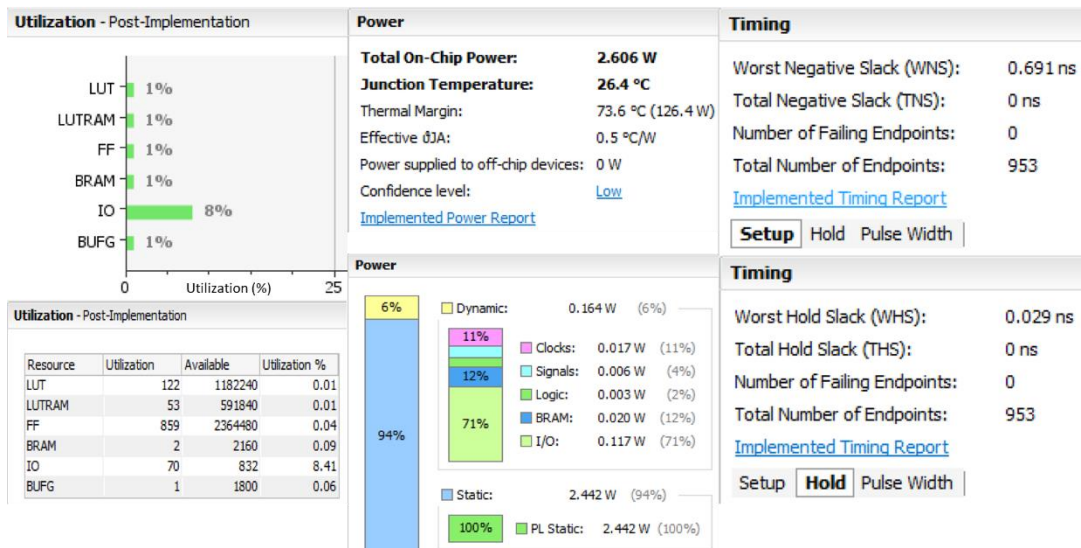 Utilization - Post-Implementation
LUT 1%
LUTRAM 1%
FF 1%
BRAM 1%
IO 8%
BUFG 1%
0 Utilization (%) 25
Utilization - Post-Implementation
Resource Utilization Available Utilization %
LUT 122 1182240 0.01
LUTRAM 53 591840 0.01
FF 859 2364480 0.04
BRAM 2 2160 0.09
IO 70 832 8.41
BUFG 1 1800 0.06
Power
Total On-Chip Power: 2.606 W
Junction Temperature: 26.4 °C
Thermal Margin: 73.6 °C (126.4 W)
Effective ϑJA: 0.5 °C/W
Power supplied to off-chip devices: 0 W
Confidence level: Low
Implemented Power Report
Power
6% Dynamic: 0.164 W (6%)
11% Clocks: 0.017 W (11%)
Signals: 0.006 W (4%)
12% Logic: 0.003 W (2%)
BRAM: 0.020 W (12%)
71% I/O: 0.117 W (71%)
94%
Static: 2.442 W (94%)
100% PL Static: 2.442 W (100%)
Timing
Worst Negative Slack (WNS): 0.691 ns
Total Negative Slack (TNS): 0 ns
Number of Failing Endpoints: 0
Total Number of Endpoints: 953
Implemented Timing Report
Setup Hold Pulse Width
Timing
Worst Hold Slack (WHS): 0.029 ns
Total Hold Slack (THS): 0 ns
Number of Failing Endpoints: 0
Total Number of Endpoints: 953
Implemented Timing Report
Setup Hold Pulse Width